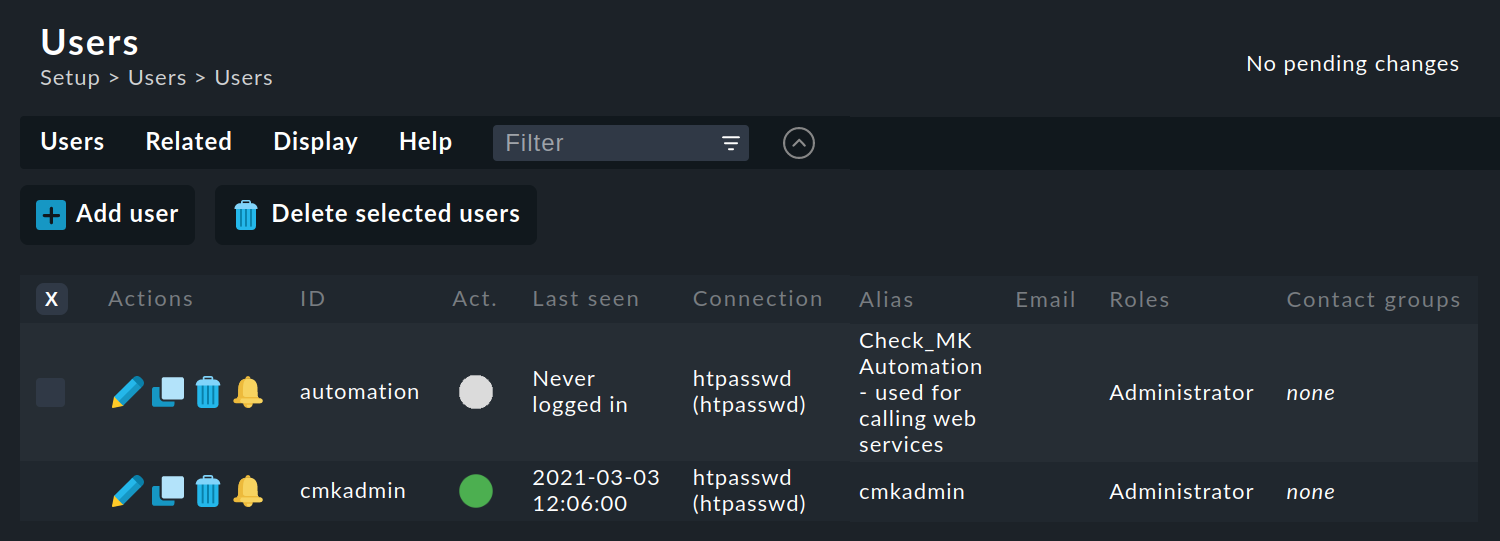 Users
Setup > Users > Users
No pending changes
Users Related Display Help Filter
Add user Delete selected users
X Actions ID Act. Last seen Connection Alias Email Roles Contact groups
automation Never logged in htpasswd (htpasswd) Check_MK Automation - used for calling web services Administrator none
cmkadmin 2021-03-03 12:06:00 htpasswd (htpasswd) cmkadmin Administrator none